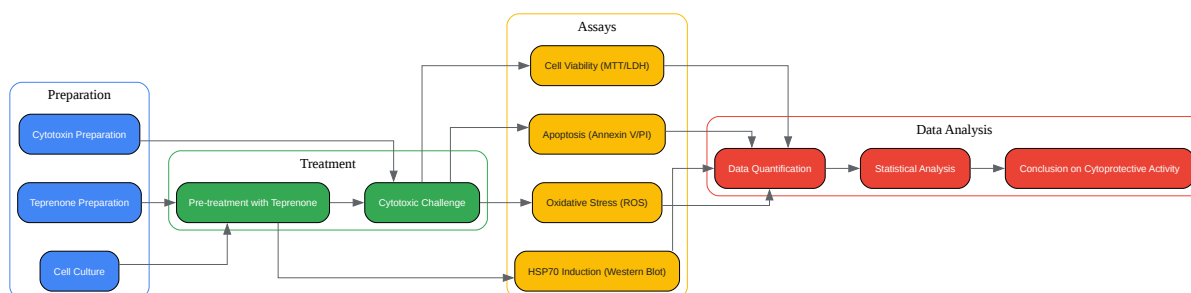 Preparation
Cytotoxin Preparation
Teprenone Preparation
Cell Culture
Treatment
Pre-treatment with Teprenone
Cytotoxic Challenge
Assays
Cell Viability (MTT/LDH)
Apoptosis (Annexin V/PI)
Oxidative Stress (ROS)
HSP70 Induction (Western Blot)
Data Analysis
Data Quantification
Statistical Analysis
Conclusion on Cytoprotective Activity